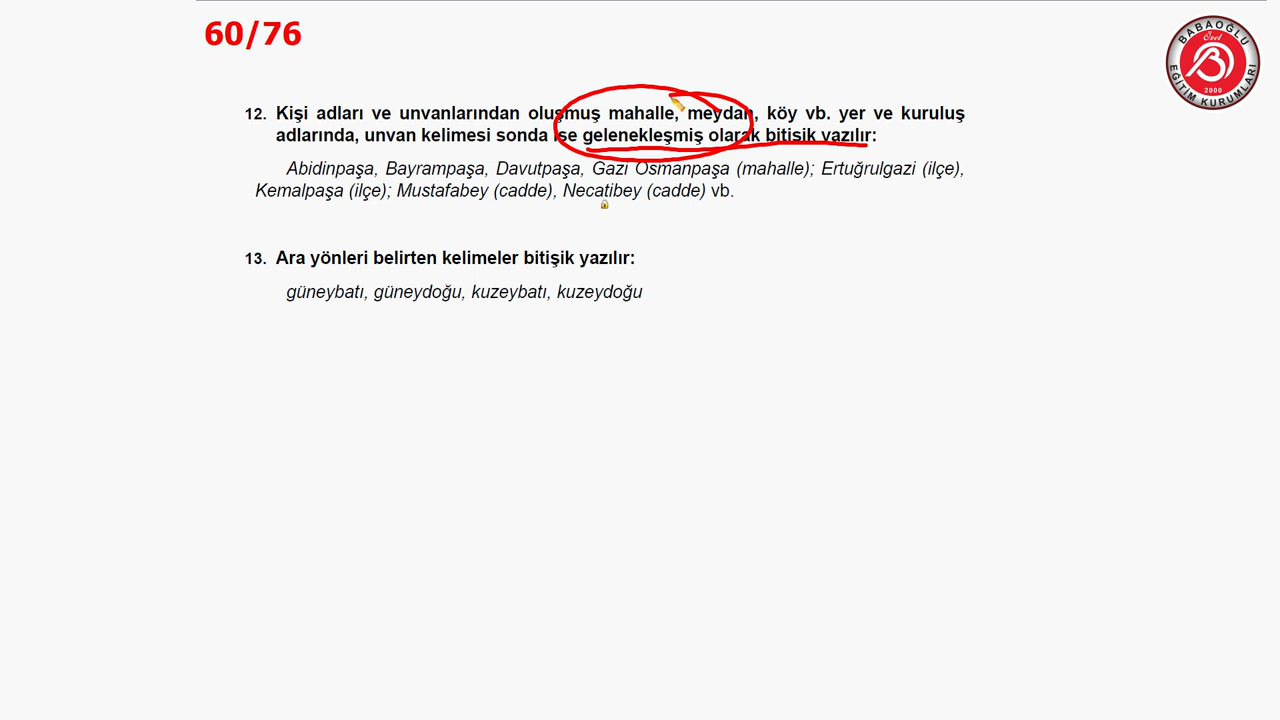 60/76
BABAOĞLU
Özel
B
2000
EĞİTİM KURUMLARI
12. Kişi adları ve unvanlarından oluşmuş mahalle, meydan, köy vb. yer ve kuruluş
adlarında, unvan kelimesi sonda ise gelenekleşmiş olarak bitişik yazılır:
Abidinpaşa, Bayrampaşa, Davutpaşa, Gazi Osmanpaşa (mahalle); Ertuğrulgazi (ilçe),
Kemalpaşa (ilçe); Mustafabey (cadde), Necatibey (cadde) vb.
13. Ara yönleri belirten kelimeler bitişik yazılır:
güneybatı, güneydoğu, kuzeybatı, kuzeydoğu